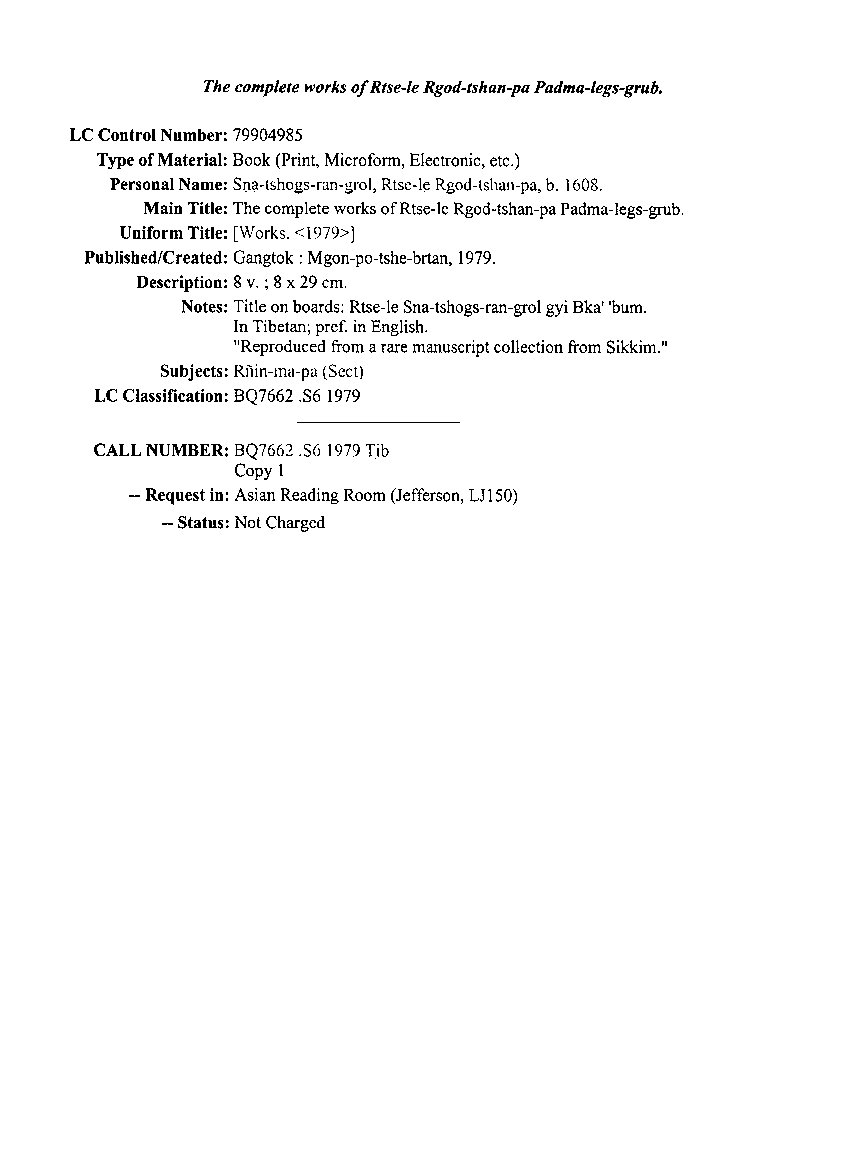 The complete works of Rtse-le Rgod-tshan-pa Padma-legs-grub.
LC Control Number: 79904985
Type of Material: Book (Print, Microform, Electronic, etc.)
Personal Name: Sṇa-tshogs-ran-grol, Rtse-le Rgod-tshan-pa, b. 1608.
Main Title: The complete works of Rtse-le Rgod-tshan-pa Padma-legs-grub.
Uniform Title: [Works. <1979>]
Published/Created: Gangtok : Mgon-po-tshe-brtan, 1979.
Description: 8 v. ; 8 x 29 cm.
Notes: Title on boards: Rtse-le Sna-tshogs-ran-grol gyi Bka' 'bum.
In Tibetan; pref. in English.
"Reproduced from a rare manuscript collection from Sikkim."
Subjects: Rñin-ma-pa (Sect)
LC Classification: BQ7662 .S6 1979
CALL NUMBER: BQ7662 .S6 1979 Tib
Copy 1
-- Request in: Asian Reading Room (Jefferson, LJ150)
-- Status: Not Charged